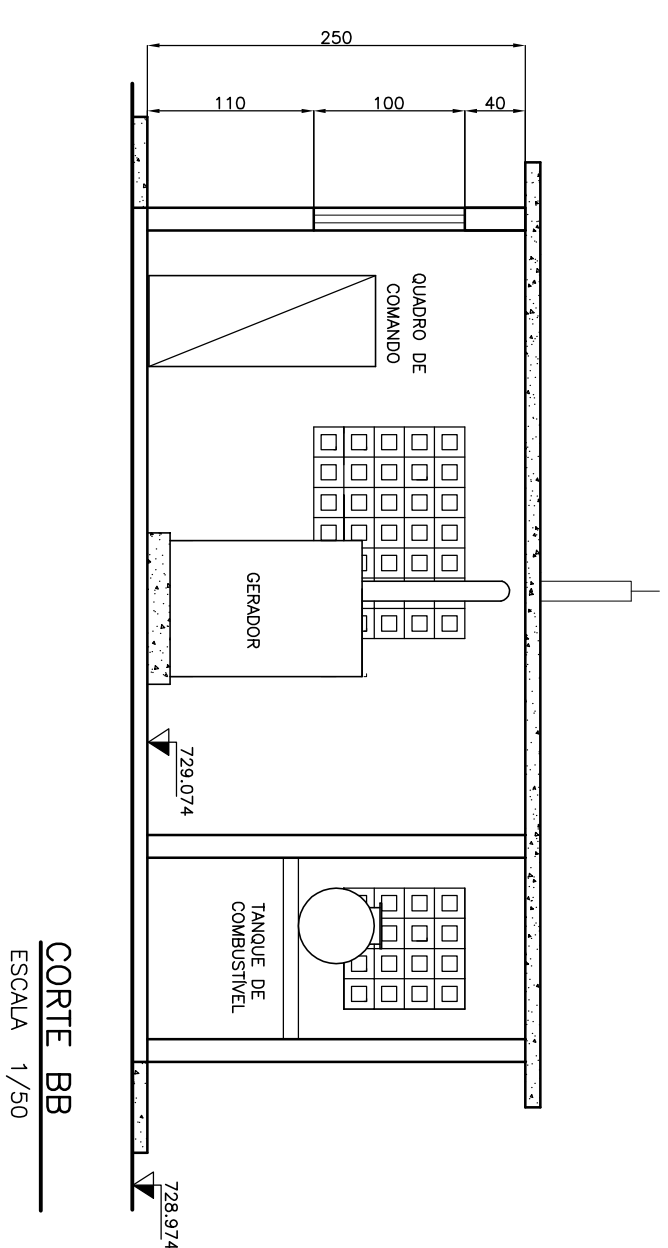 250
110
100
40
QUADRO DE
COMANDO
GERADOR
729.074
TANQUE DE
COMBUSTÍVEL
728.974
CORTE BB
ESCALA 1/50